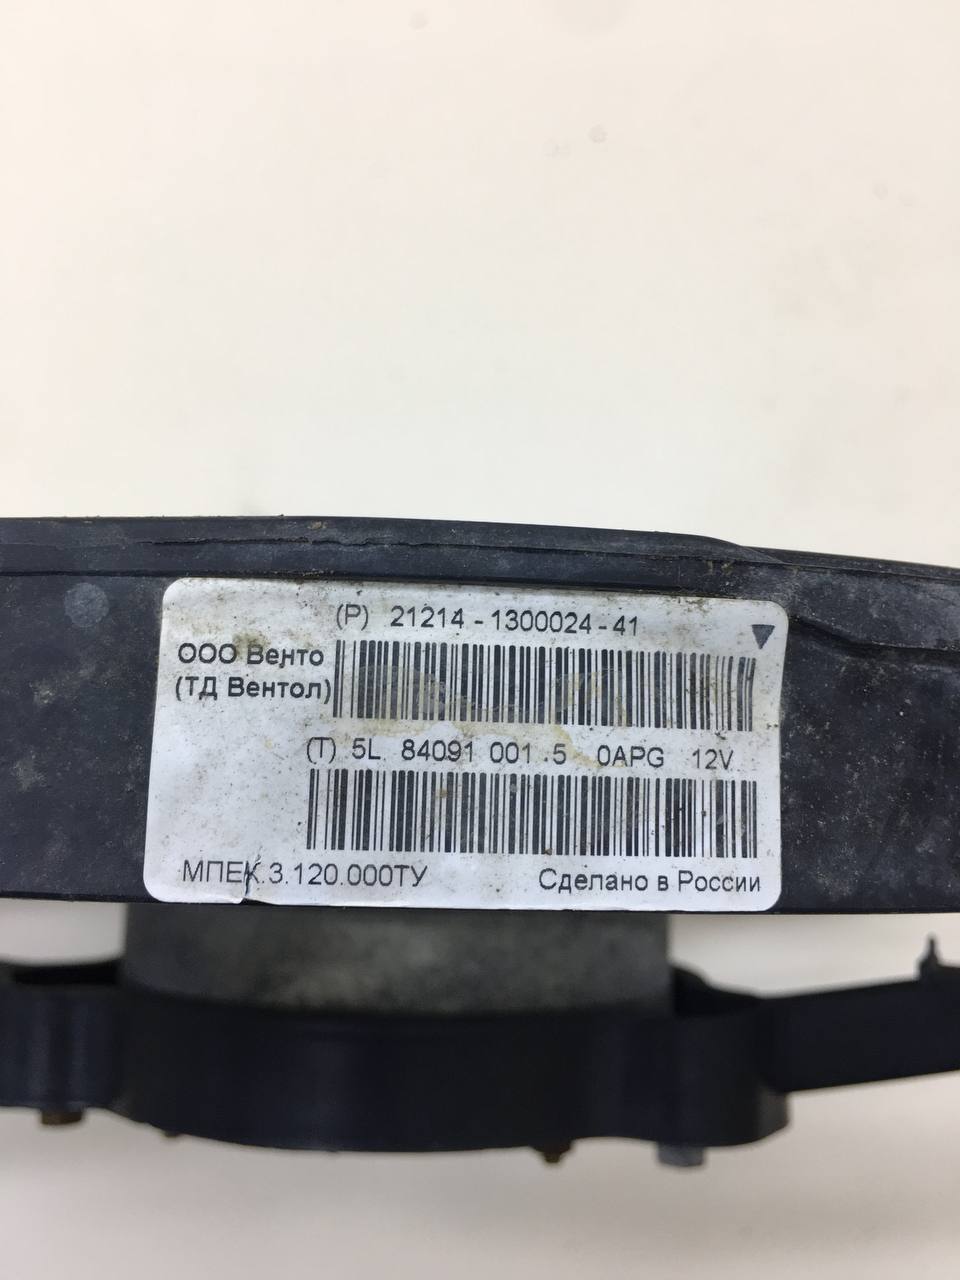 (P) 21214 - 1300024 - 41
ООО Венто
(ТД Вентол)
(T) 5L 84091 001 .5 0APG 12V
МПЕК.3.120.000ТУ
Сделано в России